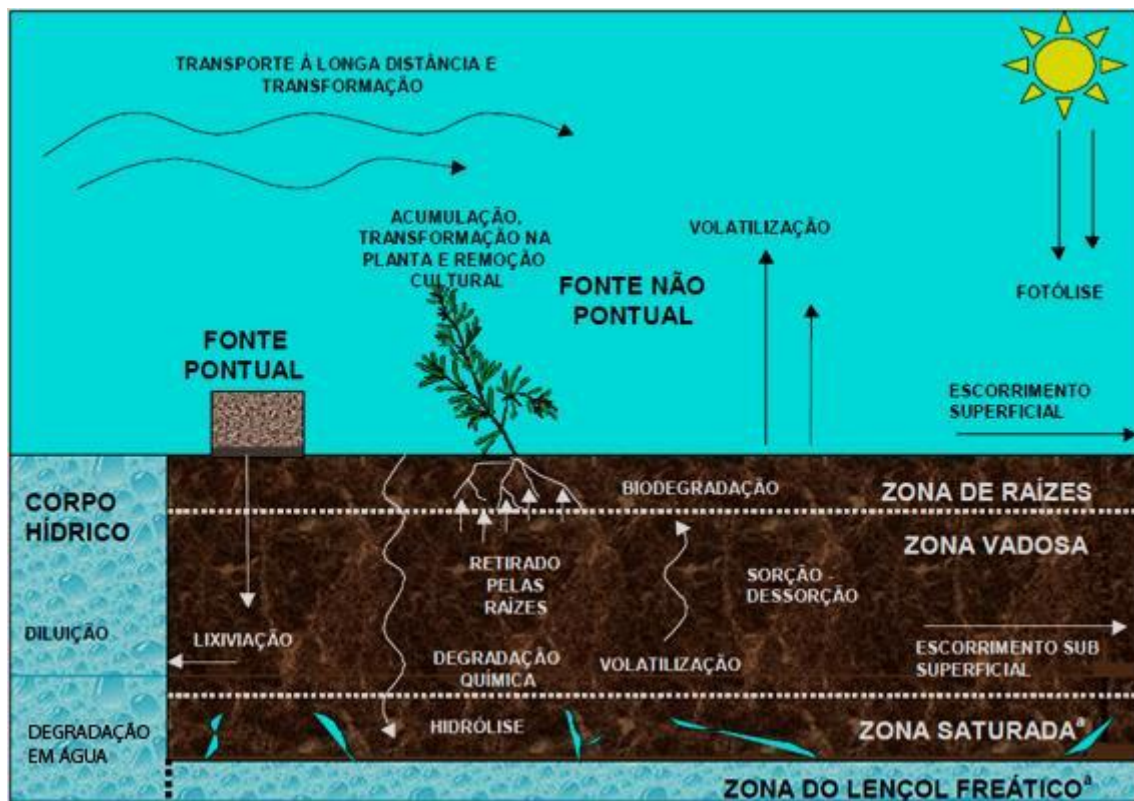 TRANSPORTE À LONGA DISTÂNCIA E
TRANSFORMAÇÃO
ACUMULAÇÃO,
TRANSFORMAÇÃO NA
PLANTA E REMOÇÃO
CULTURAL
FONTE NÃO
PONTUAL
VOLATILIZAÇÃO
FOTÓLISE
FONTE
PONTUAL
ESCORRIMENTO
SUPERFICIAL
CORPO
HÍDRICO
BIODEGRADAÇÃO
ZONA DE RAÍZES
ZONA VADOSA
RETIRADO
PELAS
RAÍZES
SORÇÃO -
DESSORÇÃO
DILUIÇÃO
LIXIVIAÇÃO
DEGRADAÇÃO
QUÍMICA
VOLATILIZAÇÃO
ESCORRIMENTO SUB
SUPERFICIAL
DEGRADAÇÃO
EM ÁGUA
HIDRÓLISE
ZONA SATURADAª
ZONA DO LENÇOL FREÁTICOª